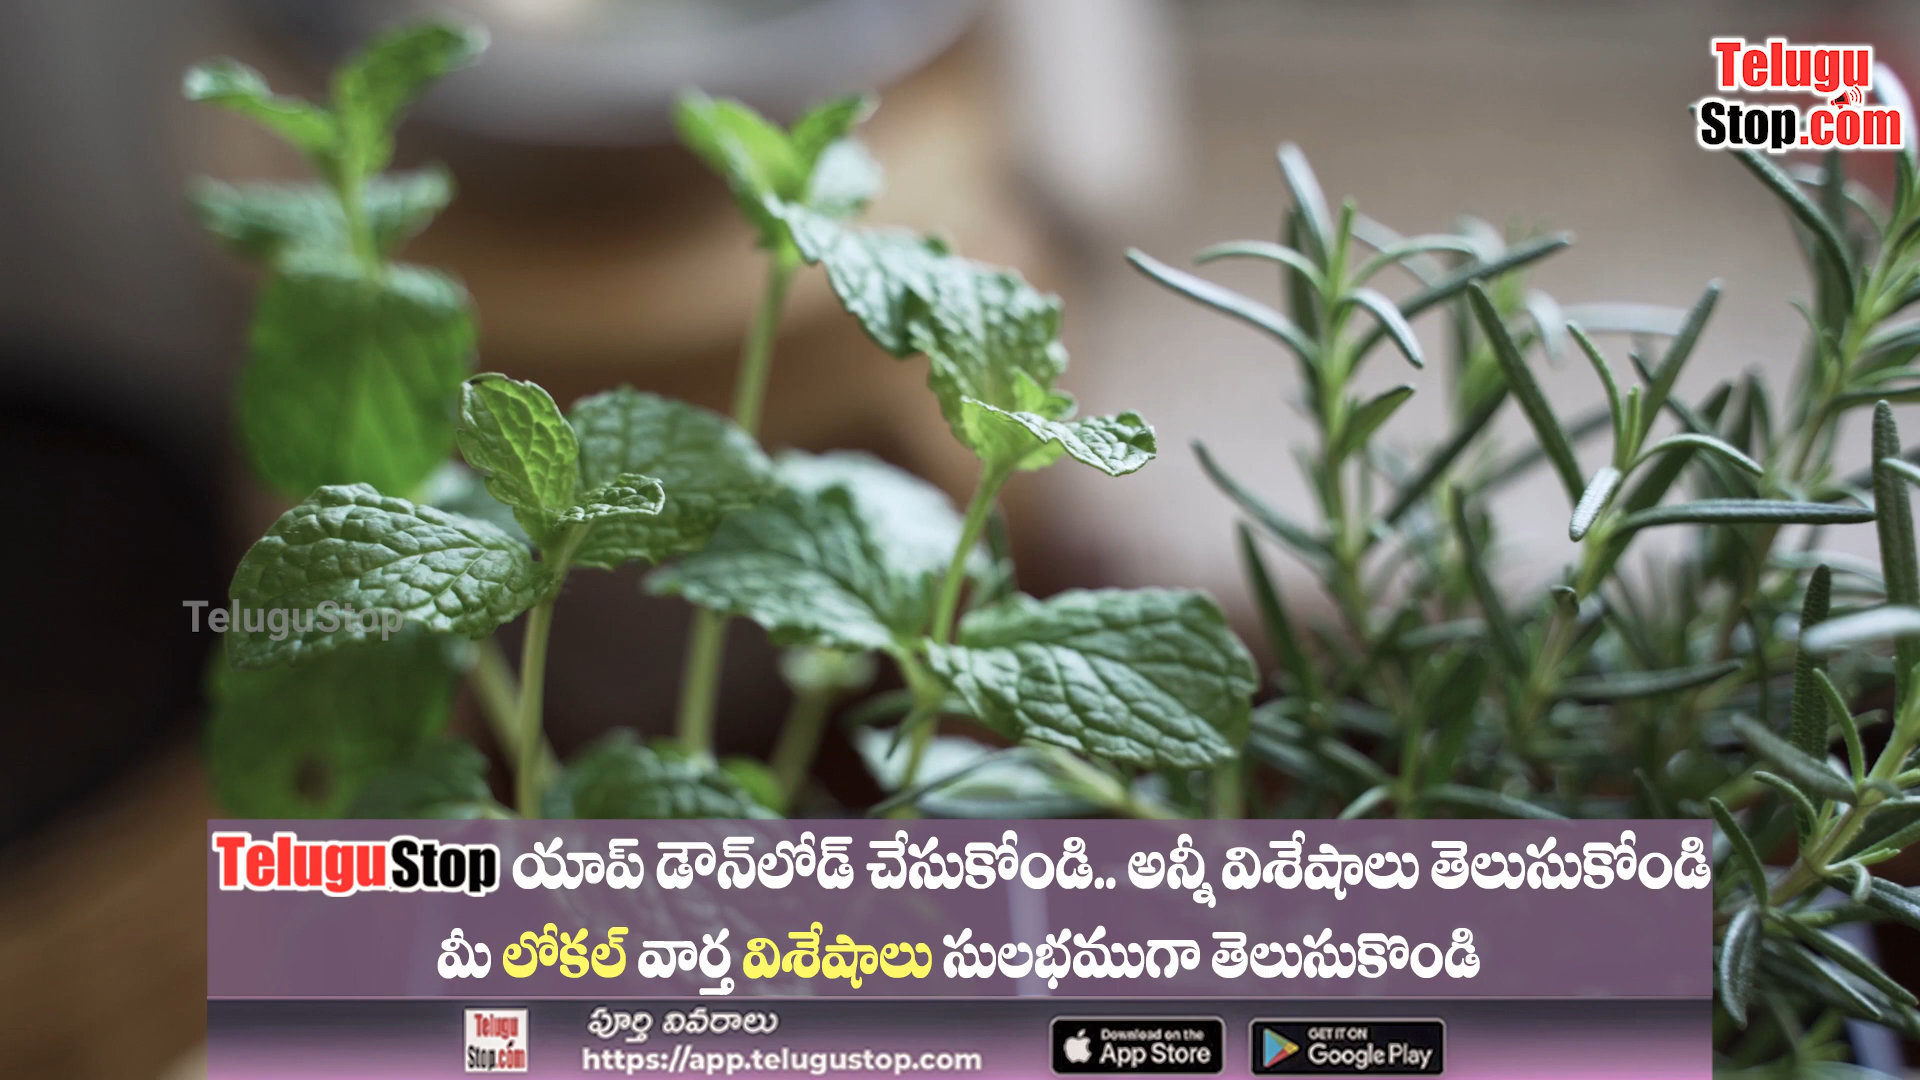 Telugu
Stop.com
TeluguStop
TeluguStop యాప్ డౌన్‌లోడ్ చేసుకోండి.. అన్నీ విశేషాలు తెలుసుకోండి
మీ లోకల్ వార్త విశేషాలు సులభముగా తెలుసుకొండి
Telugu
Stop.com
పూర్తి వివరాలు
https://app.telugustop.com
Download on the
App Store
GET IT ON
Google Play